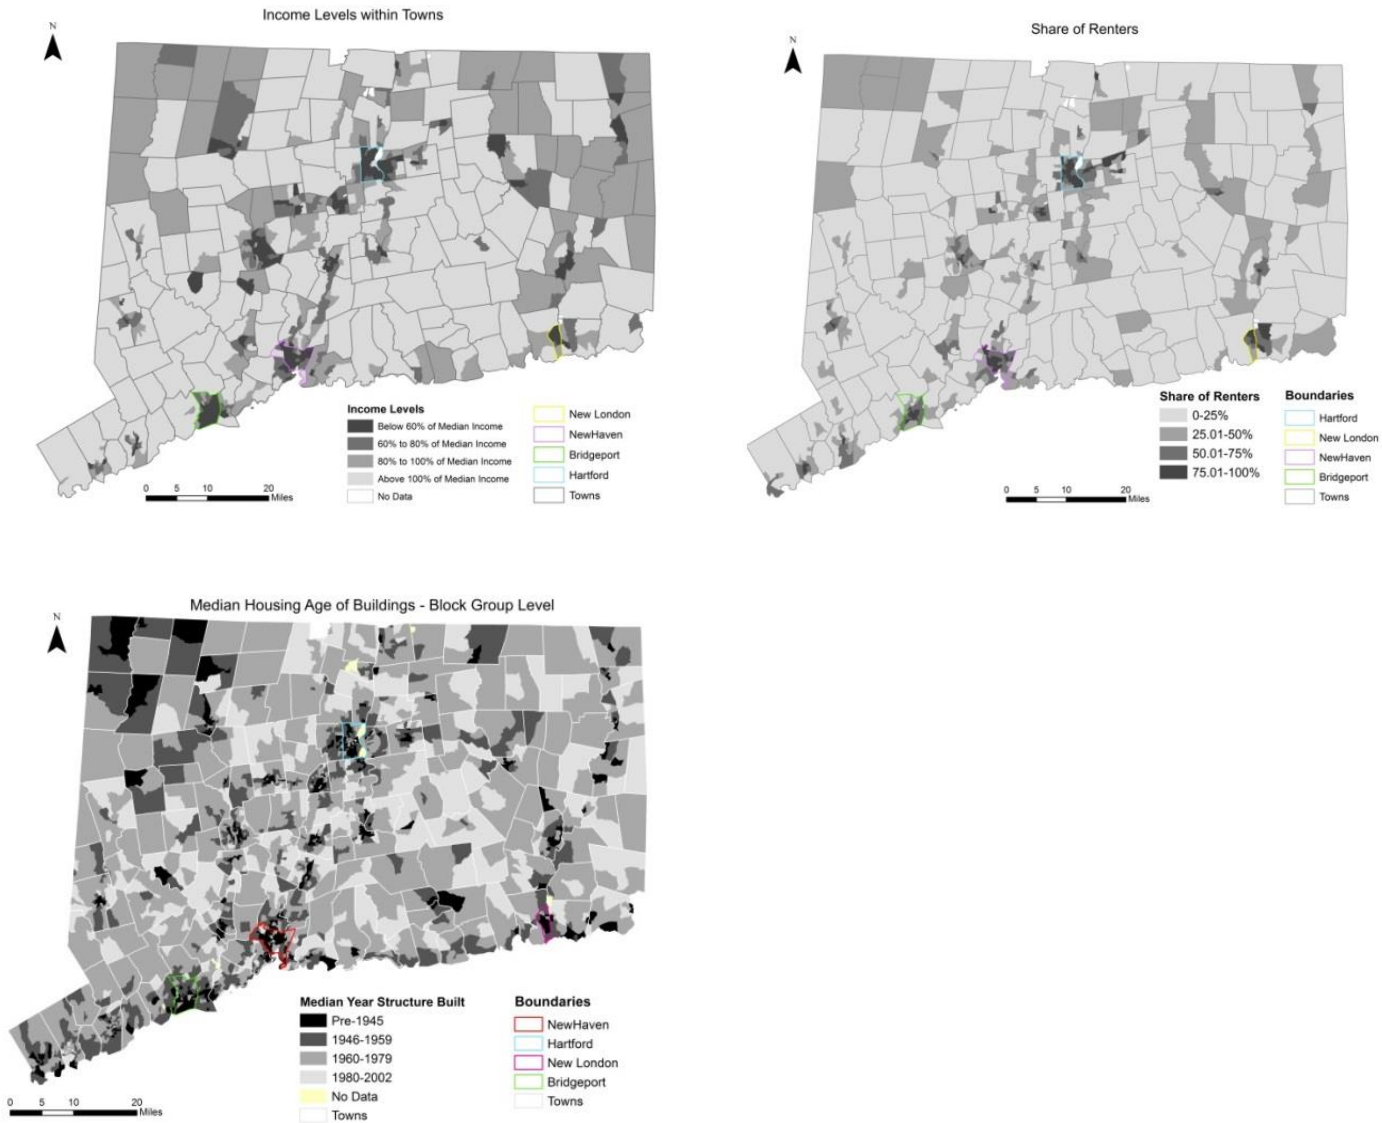 Income Levels within Towns
N
Income Levels
Below 60% of Median Income
60% to 80% of Median Income
80% to 100% of Median Income
Above 100% of Median Income
No Data
New London
NewHaven
Bridgeport
Hartford
Towns
0 5 10 20
Miles
Share of Renters
N
Share of Renters
0-25%
25.01-50%
50.01-75%
75.01-100%
Boundaries
Hartford
New London
NewHaven
Bridgeport
Towns
0 5 10 20
Miles
Median Housing Age of Buildings - Block Group Level
N
Median Year Structure Built
Pre-1945
1946-1959
1960-1979
1980-2002
No Data
Towns
Boundaries
NewHaven
Hartford
New London
Bridgeport
Towns
0 5 10 20
Miles